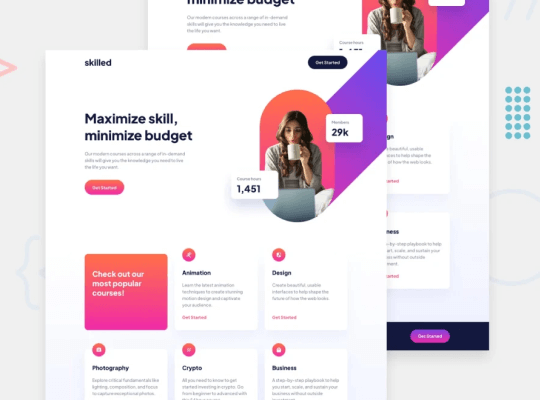 minimize budget
Our modern courses across a range of in-demand
skills will give you the knowledge you need to live
the life you want.
Course hours
skilled
Get Started
Maximize skill,
minimize budget
Our modern courses across a range of in-demand
skills will give you the knowledge you need to live
the life you want.
Get Started
Members
29k
Course hours
1,451
Check out our
most popular
courses!
Animation
Learn the latest animation
techniques to create stunning
motion design and captivate
your audience.
Get Started
Design
Create beautiful, usable
interfaces to help shape the
future of how the web looks.
Get Started
Photography
Explore critical fundamentals like
lighting, composition, and focus
to capture exceptional photos.
Crypto
All you need to know to get
started investing in crypto. Go
from beginner to advanced with
Business
A step-by-step playbook to help
you start, scale, and sustain your
business without outside
beautiful, usable
to help shape the
of how the web looks.
-by-step playbook to help
start, scale, and sustain your
without outside
Get Started